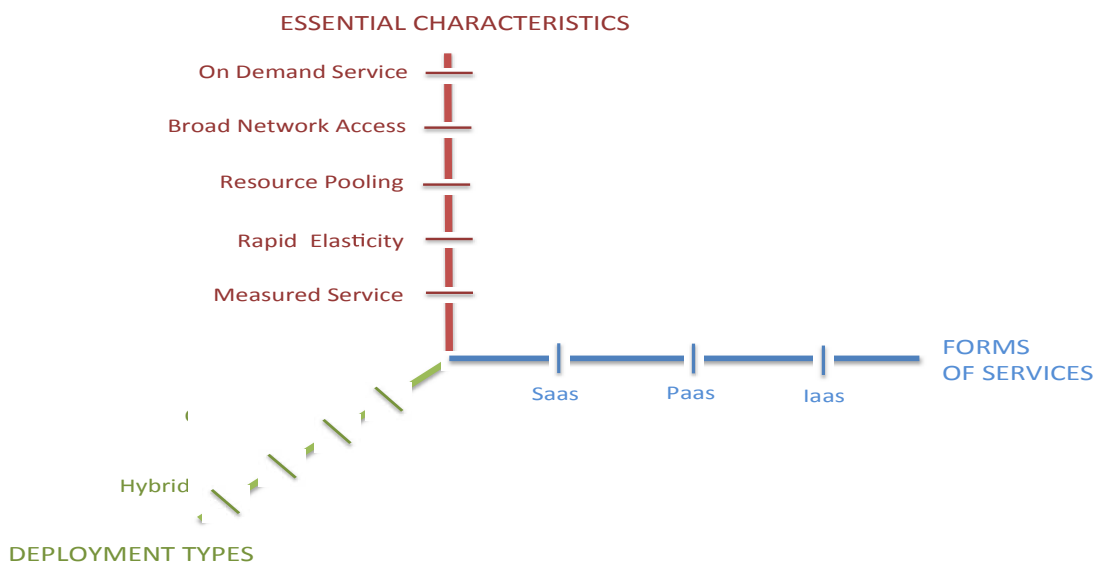 ESSENTIAL CHARACTERISTICS
On Demand Service
Broad Network Access
Resource Pooling
Rapid Elasticity
Measured Service
FORMS
OF SERVICES
Saas
Paas
Iaas
Hybrid
DEPLOYMENT TYPES